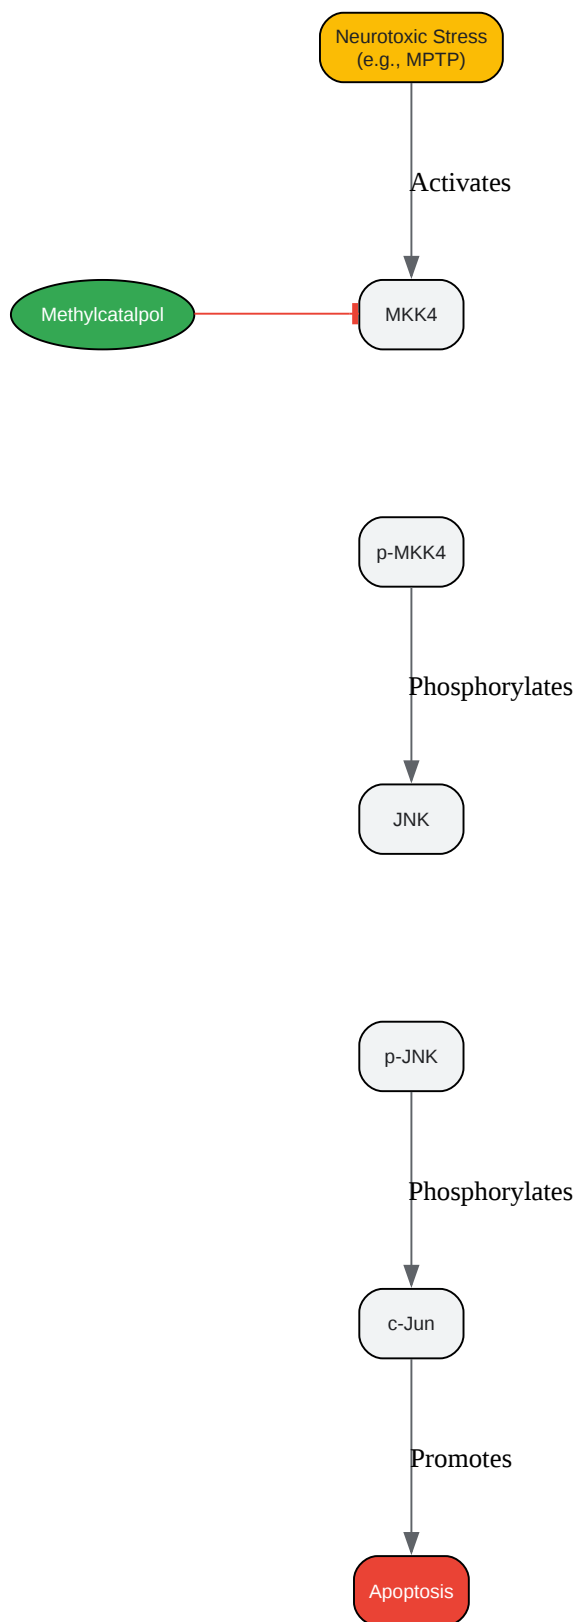 Neurotoxic Stress
(e.g., MPTP)
Activates
Methylcatalpol
MKK4
p-MKK4
Phosphorylates
JNK
p-JNK
Phosphorylates
c-Jun
Promotes
Apoptosis